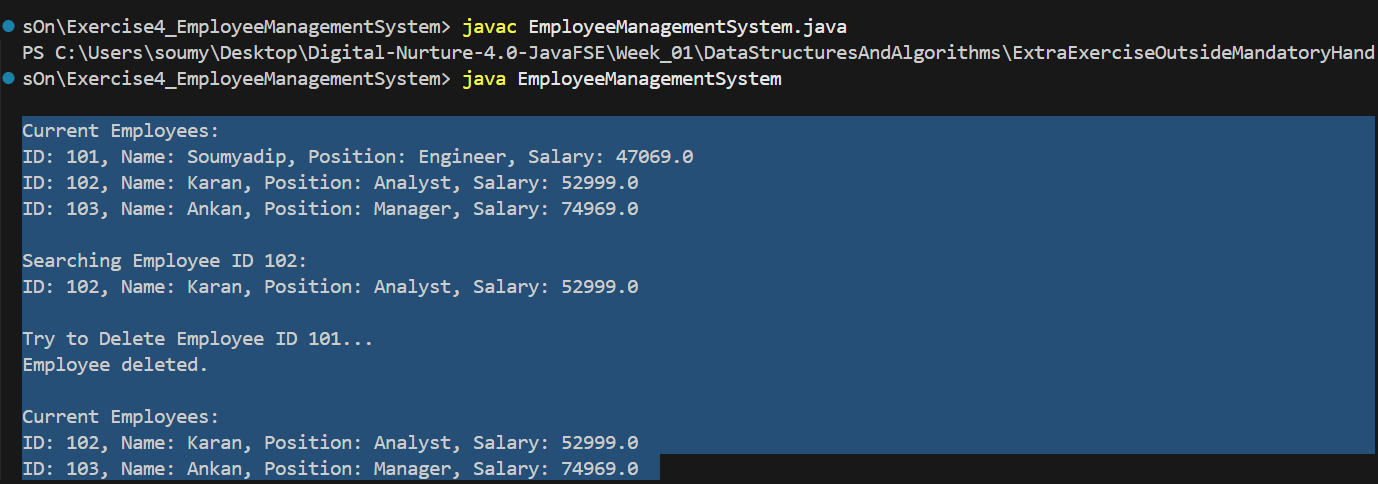 sOn\Exercise4_EmployeeManagementSystem> javac EmployeeManagementSystem.java
PS C:\Users\soumy\Desktop\Digital-Nurture-4.0-JavaFSE\Week_01\DataStructuresAndAlgorithms\ExtraExerciseOutsideMandatoryHand
sOn\Exercise4_EmployeeManagementSystem> java EmployeeManagementSystem
Current Employees:
ID: 101, Name: Soumyadip, Position: Engineer, Salary: 47069.0
ID: 102, Name: Karan, Position: Analyst, Salary: 52999.0
ID: 103, Name: Ankan, Position: Manager, Salary: 74969.0
Searching Employee ID 102:
ID: 102, Name: Karan, Position: Analyst, Salary: 52999.0
Try to Delete Employee ID 101...
Employee deleted.
Current Employees:
ID: 102, Name: Karan, Position: Analyst, Salary: 52999.0
ID: 103, Name: Ankan, Position: Manager, Salary: 74969.0